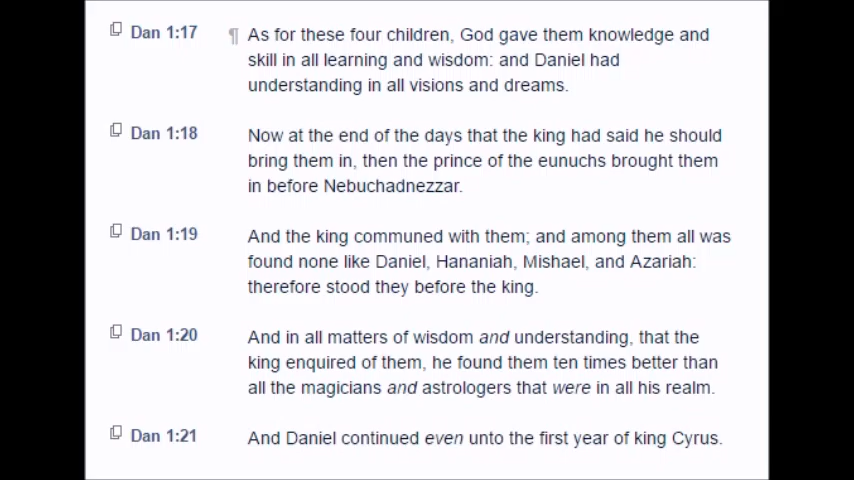 Dan 1:17 ¶ As for these four children, God gave them knowledge and
skill in all learning and wisdom: and Daniel had
understanding in all visions and dreams.
Dan 1:18 Now at the end of the days that the king had said he should
bring them in, then the prince of the eunuchs brought them
in before Nebuchadnezzar.
Dan 1:19 And the king communed with them; and among them all was
found none like Daniel, Hananiah, Mishael, and Azariah:
therefore stood they before the king.
Dan 1:20 And in all matters of wisdom and understanding, that the
king enquired of them, he found them ten times better than
all the magicians and astrologers that were in all his realm.
Dan 1:21 And Daniel continued even unto the first year of king Cyrus.